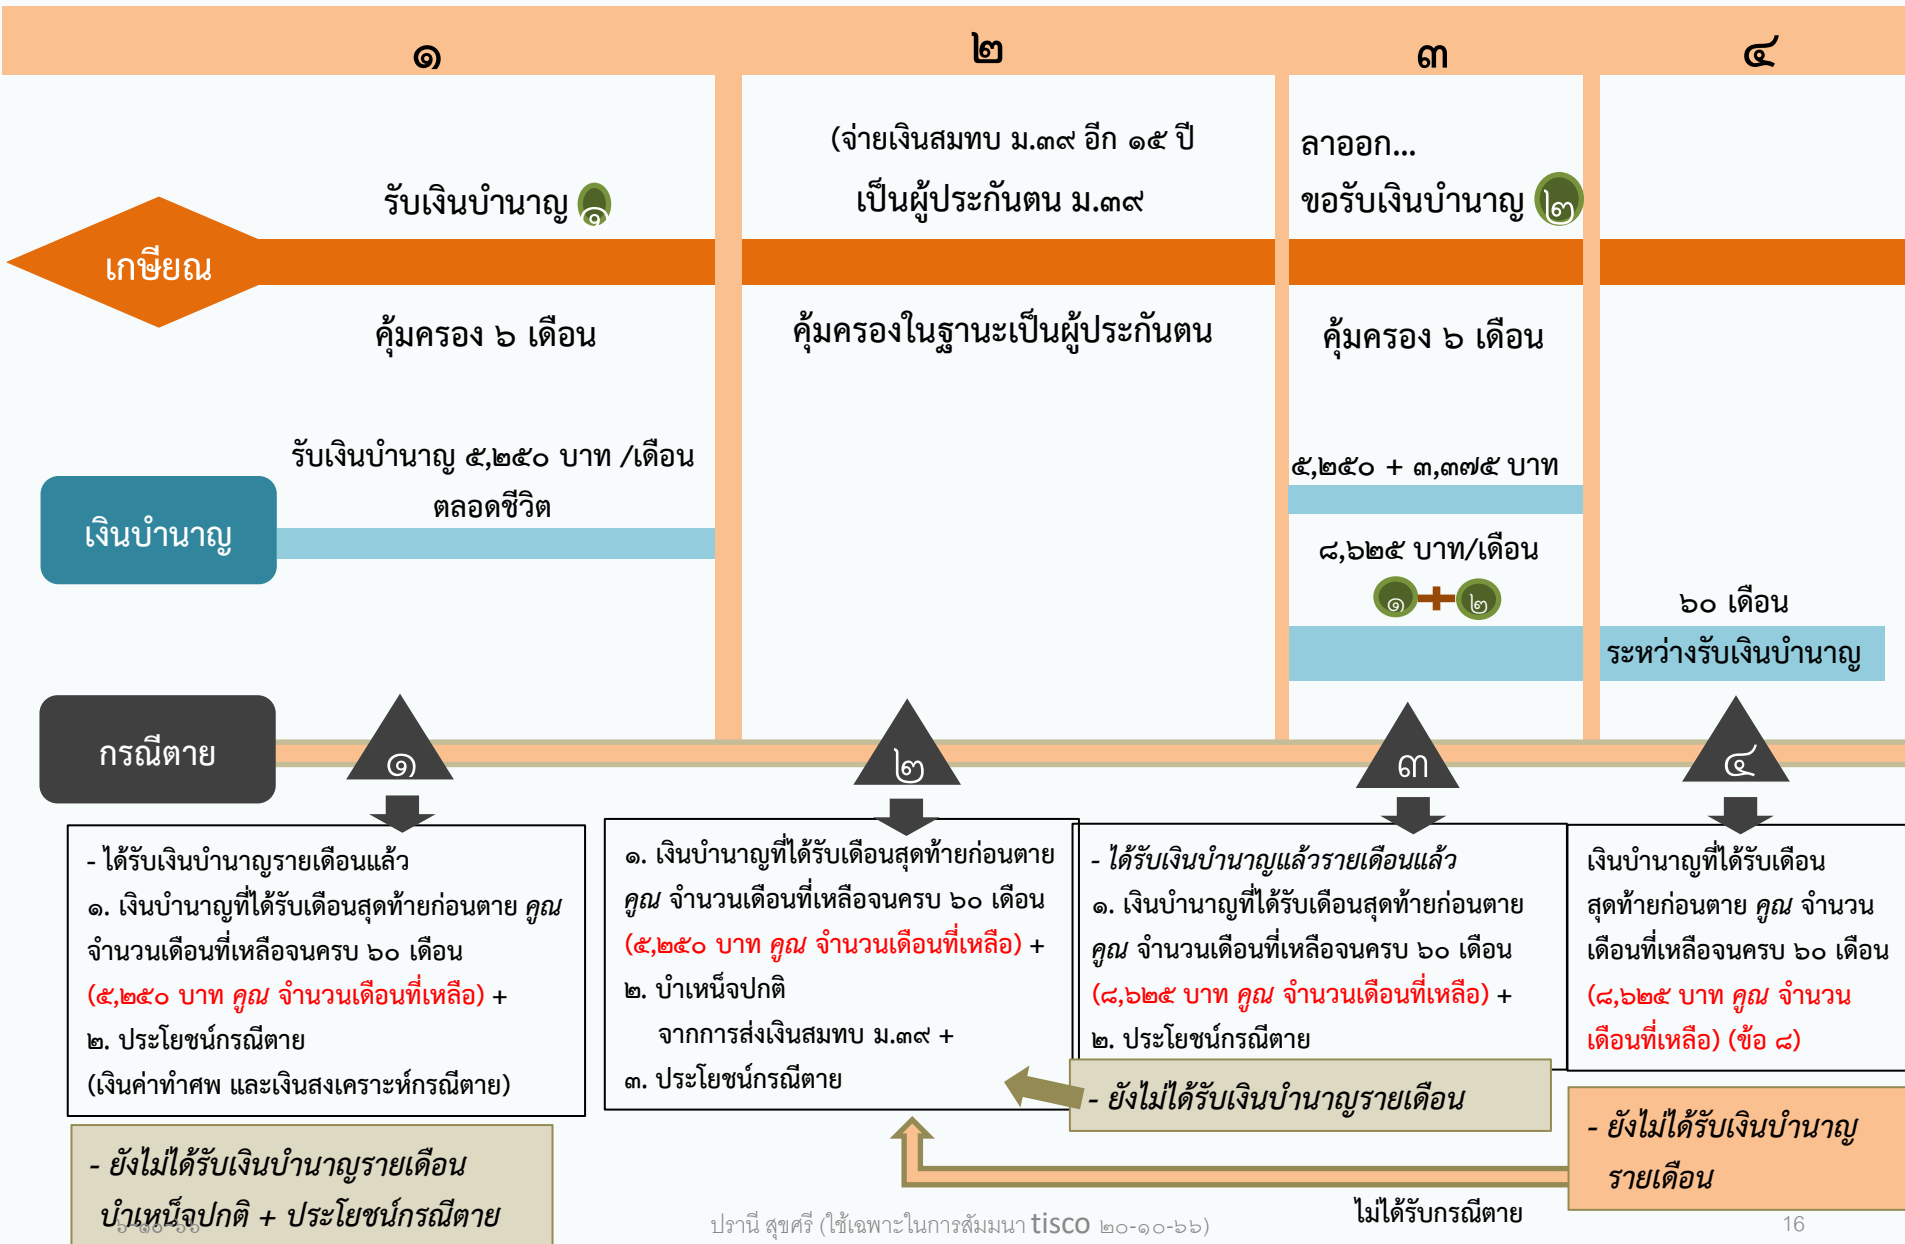 ๑
๒
๓
๔
รับเงินบำนาญ ๑
(จ่ายเงินสมทบ ม.๓๙ อีก ๑๕ ปี
เป็นผู้ประกันตน ม.๓๙
ลาออก...
ขอรับเงินบำนาญ ๒
เกษียณ
คุ้มครอง ๖ เดือน
คุ้มครองในฐานะเป็นผู้ประกันตน
คุ้มครอง ๖ เดือน
เงินบำนาญ
รับเงินบำนาญ ๕,๒๕๐ บาท /เดือน
ตลอดชีวิต
๕,๒๕๐ + ๓,๓๗๕ บาท
๘,๖๒๕ บาท/เดือน
๑ + ๒
๖๐ เดือน
ระหว่างรับเงินบำนาญ
กรณีตาย
๑
๒
๓
๔
- ได้รับเงินบำนาญรายเดือนแล้ว
๑. เงินบำนาญที่ได้รับเดือนสุดท้ายก่อนตาย คูณ
จำนวนเดือนที่เหลือจนครบ ๖๐ เดือน
(๕,๒๕๐ บาท คูณ จำนวนเดือนที่เหลือ) +
๒. ประโยชน์กรณีตาย
(เงินค่าทำศพ และเงินสงเคราะห์กรณีตาย)
- ยังไม่ได้รับเงินบำนาญรายเดือน
บำเหน็จปกติ + ประโยชน์กรณีตาย
๑. เงินบำนาญที่ได้รับเดือนสุดท้ายก่อนตาย
คูณ จำนวนเดือนที่เหลือจนครบ ๖๐ เดือน
(๕,๒๕๐ บาท คูณ จำนวนเดือนที่เหลือ) +
๒. บำเหน็จปกติ
จากการส่งเงินสมทบ ม.๓๙ +
๓. ประโยชน์กรณีตาย
- ได้รับเงินบำนาญแล้วรายเดือนแล้ว
๑. เงินบำนาญที่ได้รับเดือนสุดท้ายก่อนตาย
คูณ จำนวนเดือนที่เหลือจนครบ ๖๐ เดือน
(๘,๖๒๕ บาท คูณ จำนวนเดือนที่เหลือ) +
๒. ประโยชน์กรณีตาย
- ยังไม่ได้รับเงินบำนาญรายเดือน
เงินบำนาญที่ได้รับเดือน
สุดท้ายก่อนตาย คูณ จำนวน
เดือนที่เหลือจนครบ ๖๐ เดือน
(๘,๖๒๕ บาท คูณ จำนวน
เดือนที่เหลือ) (ข้อ ๘)
- ยังไม่ได้รับเงินบำนาญ
รายเดือน
ไม่ได้รับกรณีตาย
๖-๑๐-๖๖
ปรานี สุขศรี (ใช้เฉพาะในการสัมมนา tisco ๒๐-๑๐-๖๖)
16